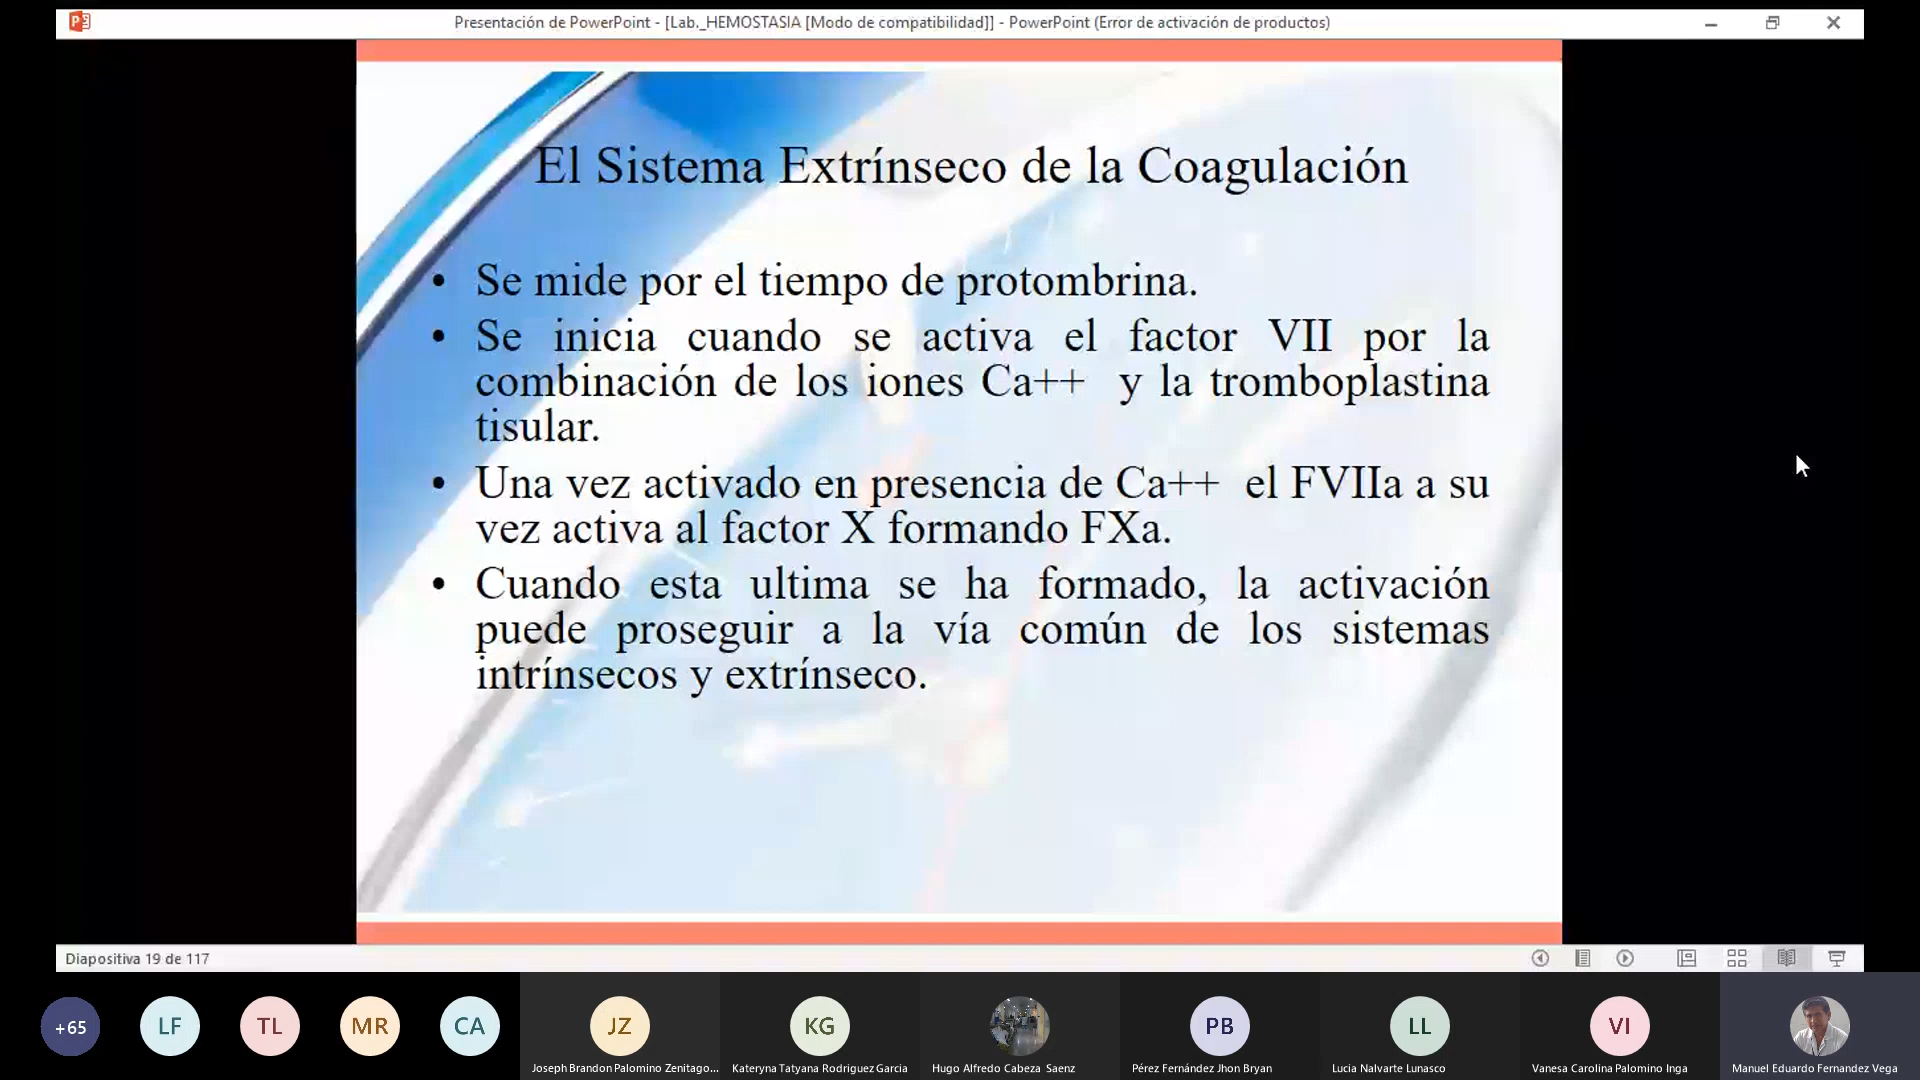 Presentación de PowerPoint - [Lab._HEMOSTASIA [Modo de compatibilidad]] - PowerPoint (Error de activación de productos)
El Sistema Extrínseco de la Coagulación
• Se mide por el tiempo de protombrina.
• Se inicia cuando se activa el factor VII por la
combinación de los iones Ca++ y la tromboplastina
tisular.
• Una vez activado en presencia de Ca++ el FVIIa a su
vez activa al factor X formando FXa.
• Cuando esta ultima se ha formado, la activación
puede proseguir a la vía común de los sistemas
intrínsecos y extrínseco.
Diapositiva 19 de 117
+65 LF TL MR CA JZ KG PB LL VI
Joseph Brandon Palomino Zenitago... Kateryna Tatyana Rodriguez Garcia Hugo Alfredo Cabeza Saenz Pérez Fernández Jhon Bryan Lucia Nalvarte Lunasco Vanesa Carolina Palomino Inga Manuel Eduardo Fernandez Vega